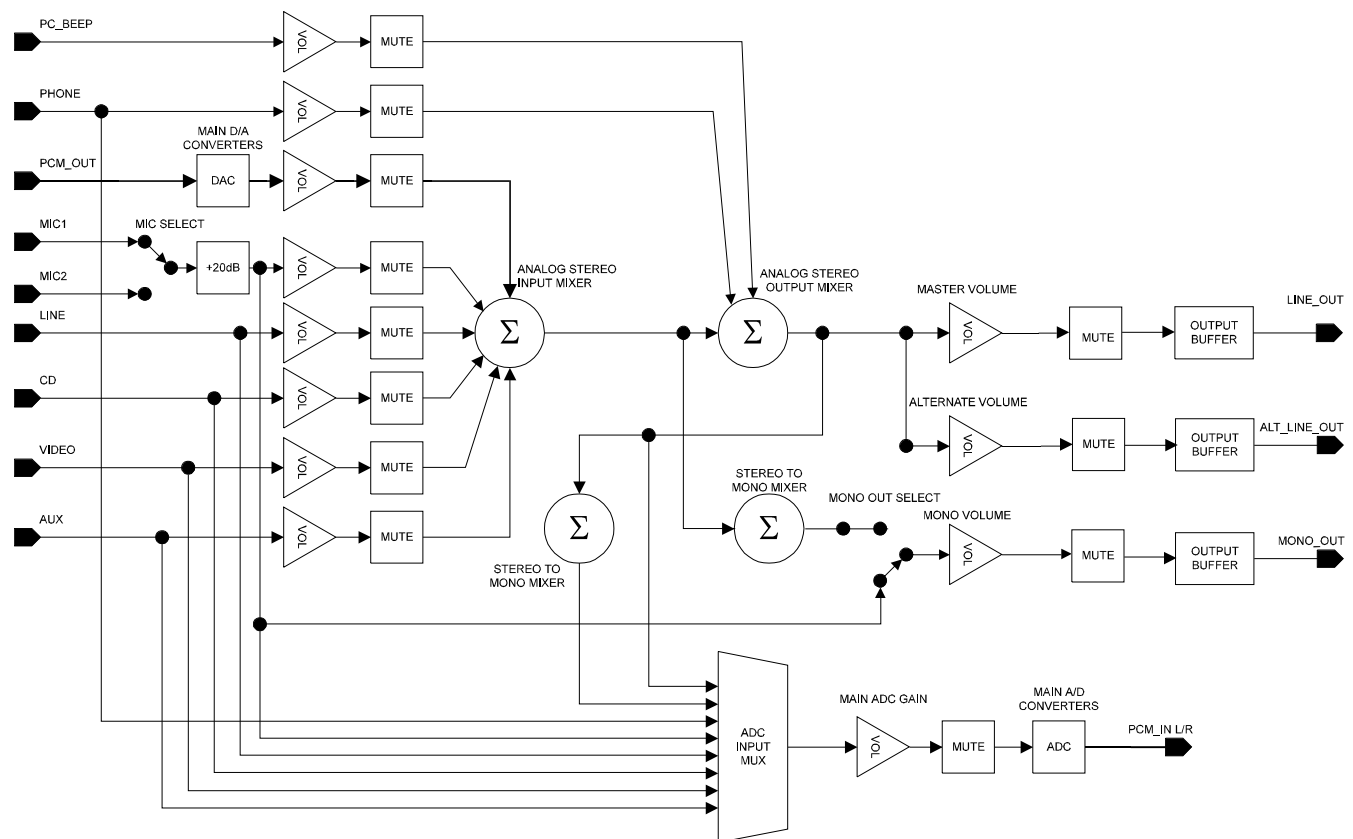 PC_BEEP
VOL
MUTE
PHONE
VOL
MUTE
MAIN D/A
CONVERTERS
PCM_OUT
DAC
VOL
MUTE
MIC1
MIC SELECT
+20dB
VOL
MUTE
MIC2
ANALOG STEREO
INPUT MIXER
Σ
ANALOG STEREO
OUTPUT MIXER
Σ
LINE
VOL
MUTE
MASTER VOLUME
VOL
MUTE
OUTPUT
BUFFER
LINE_OUT
CD
VOL
MUTE
ALTERNATE VOLUME
VOL
MUTE
OUTPUT
BUFFER
ALT_LINE_OUT
VIDEO
VOL
MUTE
AUX
VOL
MUTE
Σ
STEREO TO
MONO MIXER
STEREO TO
MONO MIXER
Σ
MONO OUT SELECT
MONO VOLUME
VOL
MUTE
OUTPUT
BUFFER
MONO_OUT
ADC
INPUT
MUX
MAIN ADC GAIN
VOL
MUTE
MAIN A/D
CONVERTERS
ADC
PCM_IN L/R